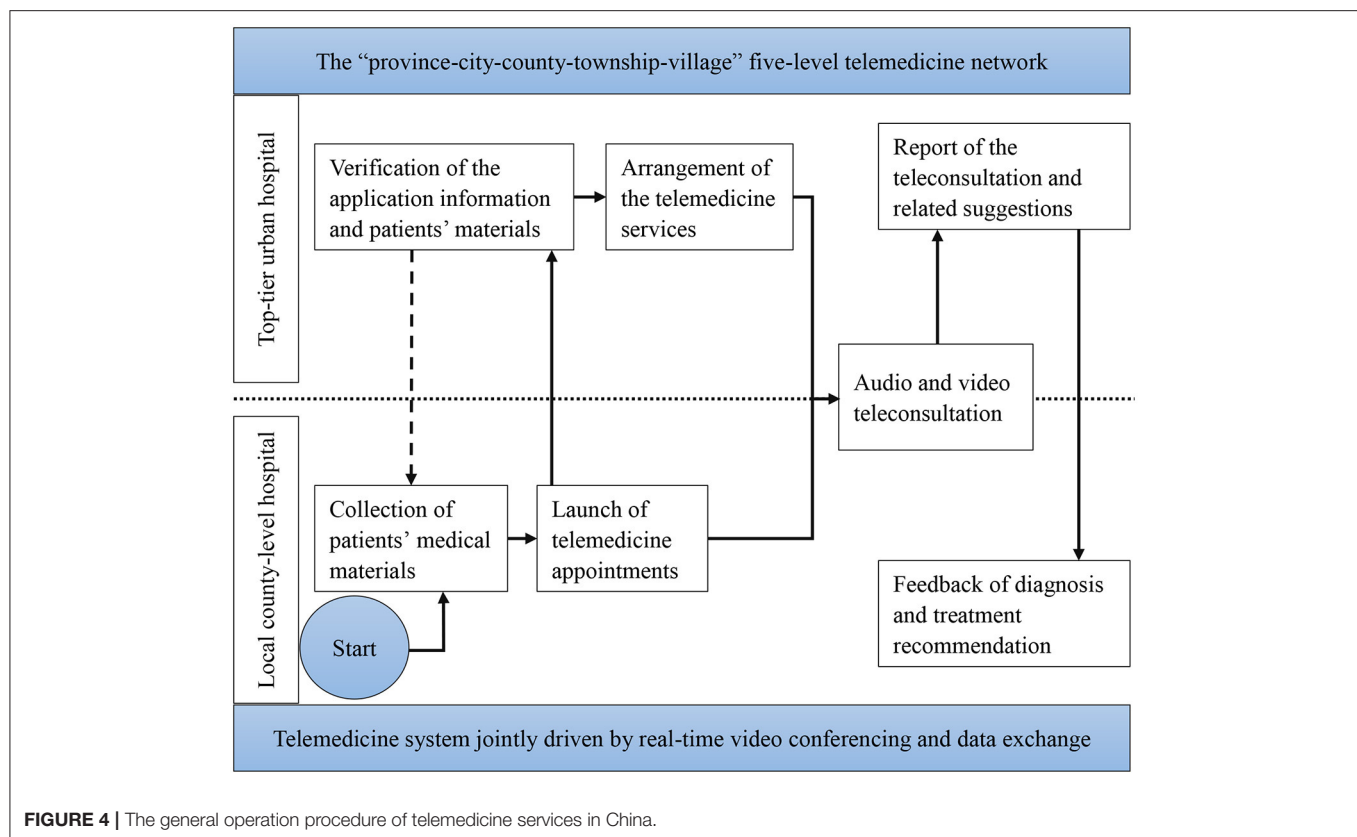 The “province-city-county-township-village” five-level telemedicine network
Top-tier urban hospital
Verification of the
application information
and patients’ materials
Arrangement of
the telemedicine
services
Report of the
teleconsultation and
related suggestions
Audio and video
teleconsultation
Local county-level hospital
Collection of
patients’ medical
materials
Launch of
telemedicine
appointments
Feedback of diagnosis
and treatment
recommendation
Start
Telemedicine system jointly driven by real-time video conferencing and data exchange
FIGURE 4 | The general operation procedure of telemedicine services in China.